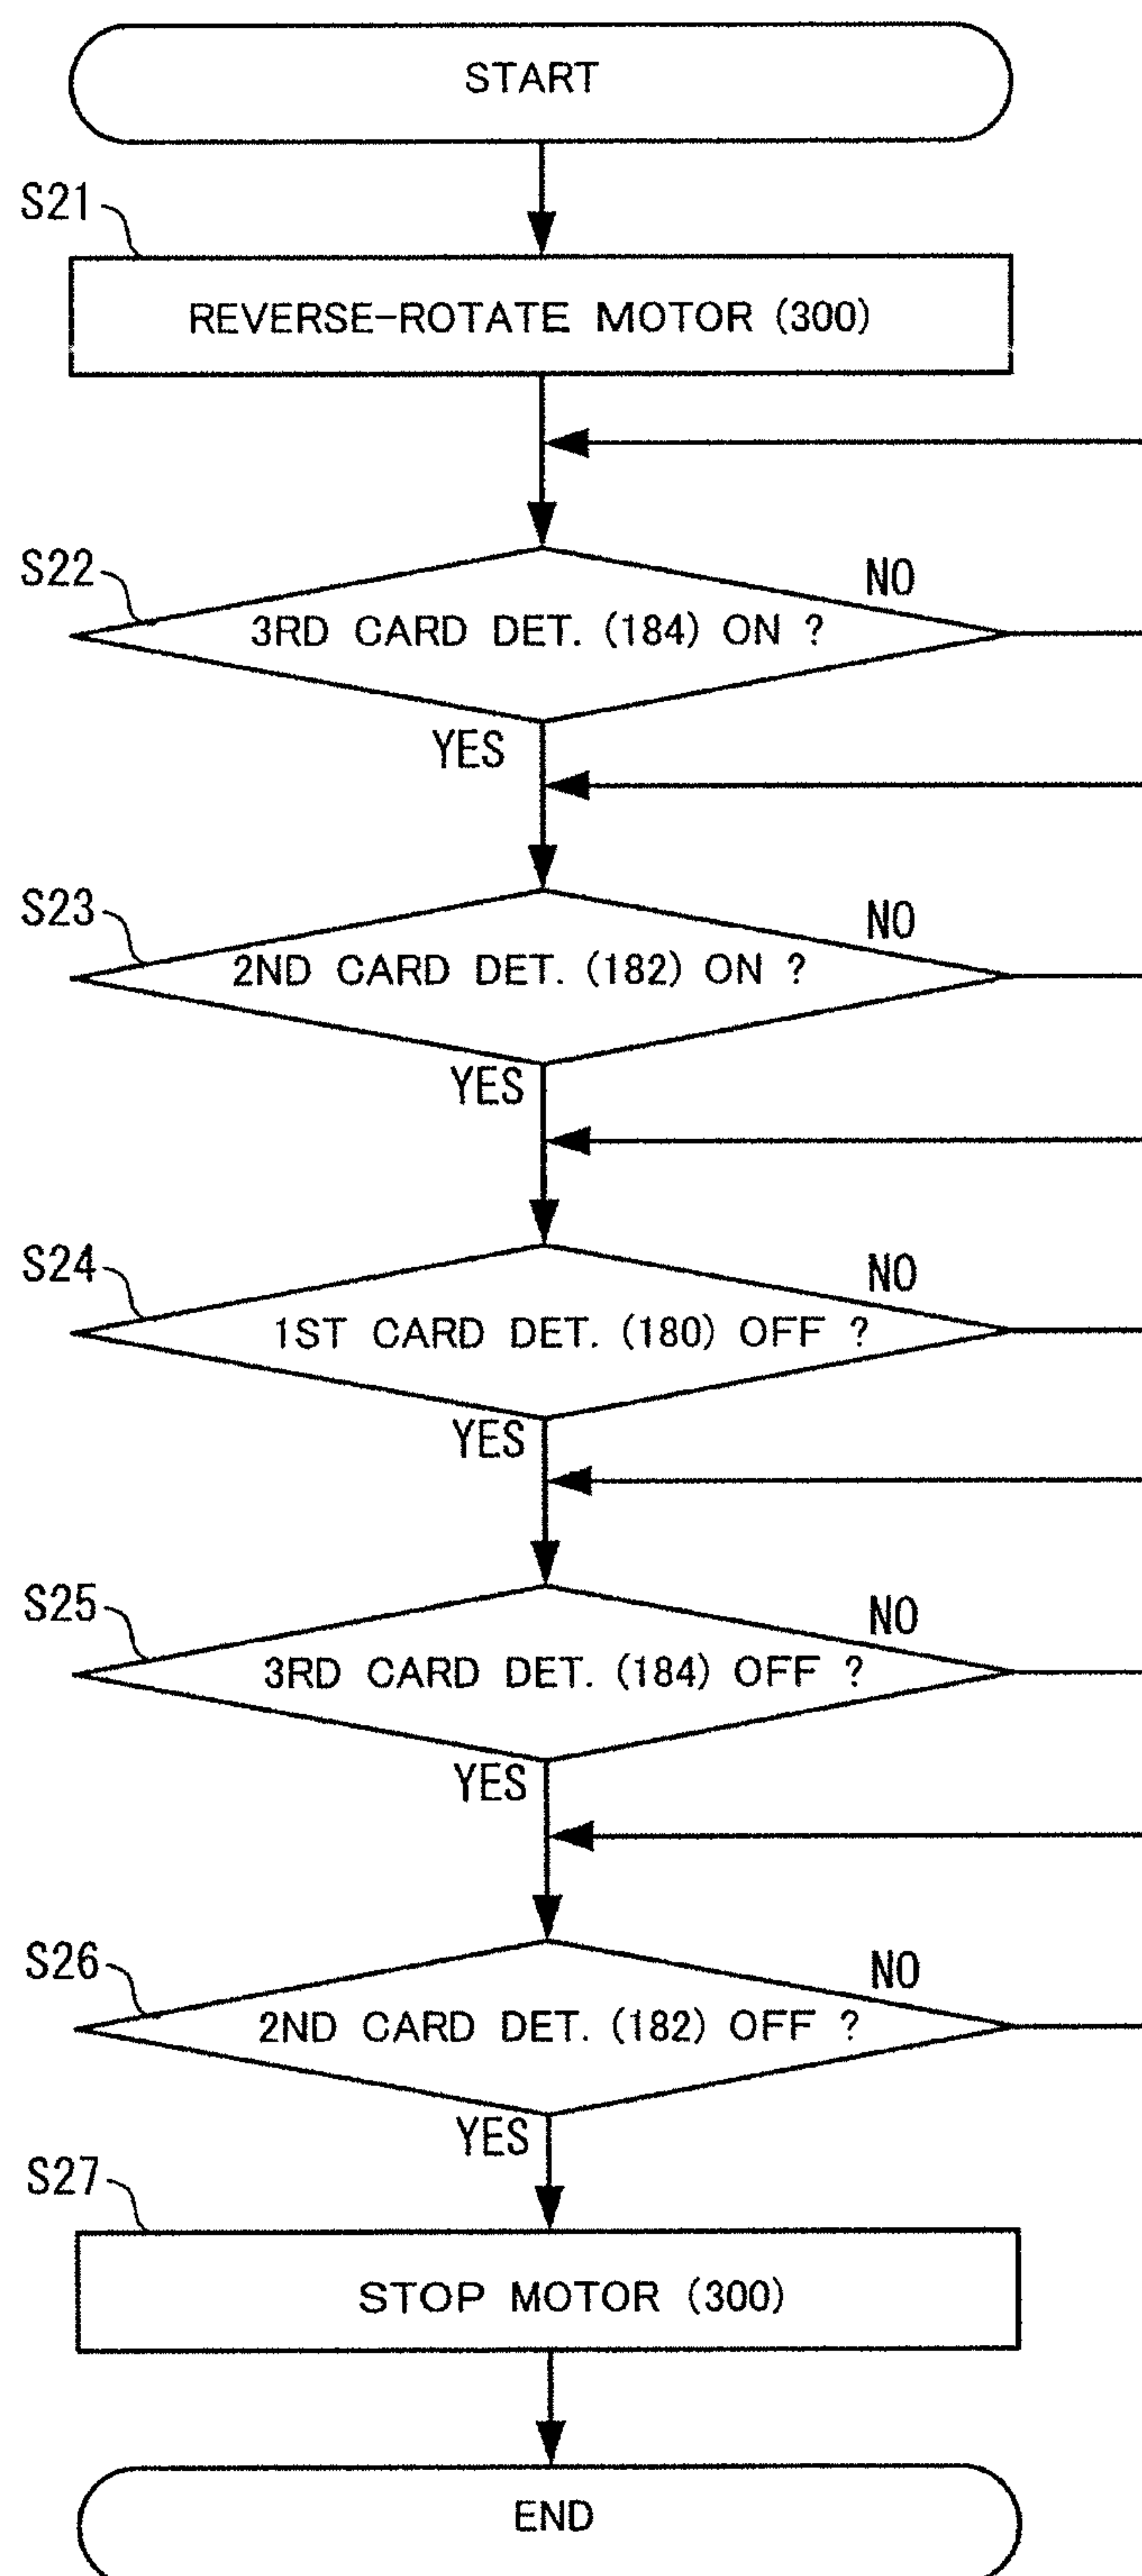 START
S21
REVERSE-ROTATE MOTOR (300)
S22
3RD CARD DET. (184) ON ?
NO
YES
S23
2ND CARD DET. (182) ON ?
NO
YES
S24
1ST CARD DET. (180) OFF ?
NO
YES
S25
3RD CARD DET. (184) OFF ?
NO
YES
S26
2ND CARD DET. (182) OFF ?
NO
YES
S27
STOP MOTOR (300)
END